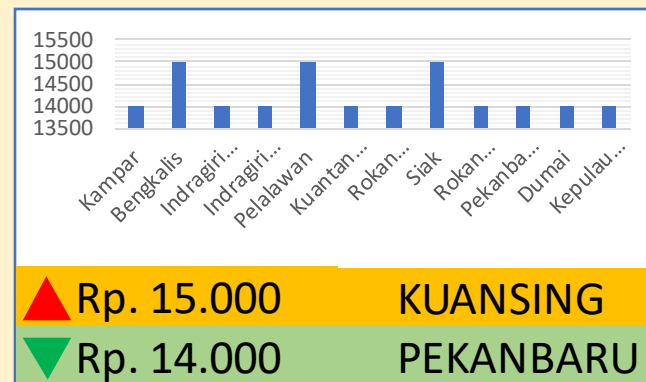 15500
15000
14500
14000
13500
Kampar
Bengkalis
Indragiri...
Indragiri...
Pelalawan
Kuantan...
Rokan...
Siak
Rokan...
Pekanba...
Dumai
Kepulau...
Rp. 15.000 KUANSING
Rp. 14.000 PEKANBARU